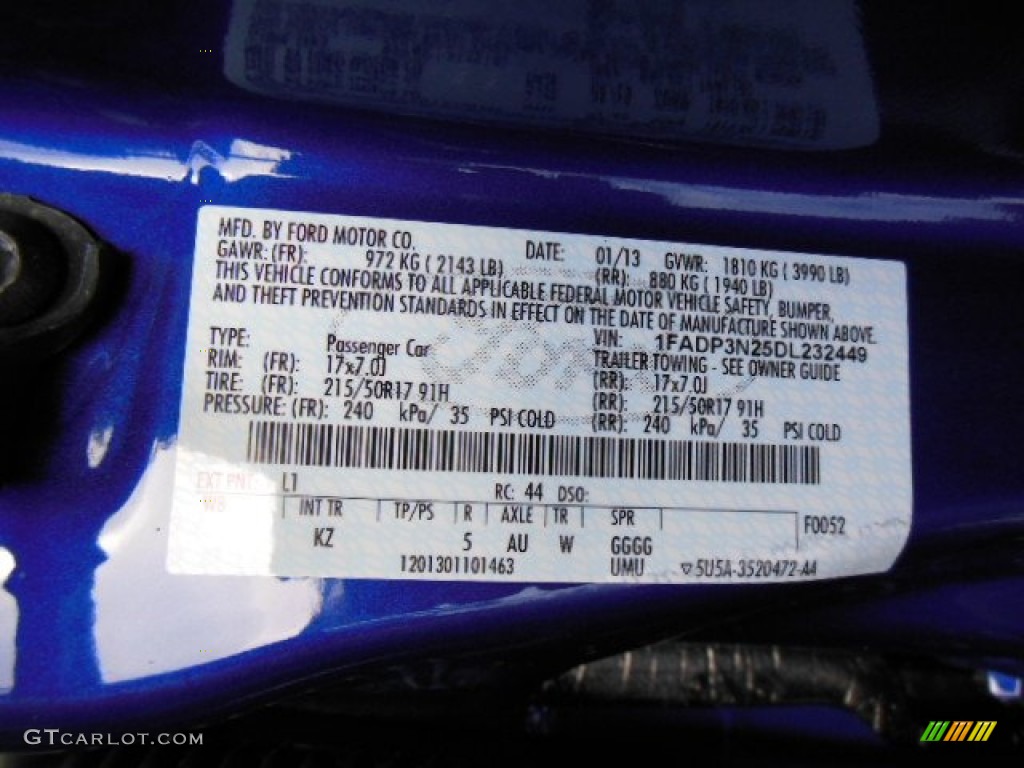 MFD. BY FORD MOTOR CO. DATE: 01/13 GVWR: 1810 KG ( 3990 LB)
GAWR: (FR): 972 KG ( 2143 LB) (RR): 880 KG ( 1940 LB)
THIS VEHICLE CONFORMS TO ALL APPLICABLE FEDERAL MOTOR VEHICLE SAFETY, BUMPER,
AND THEFT PREVENTION STANDARDS IN EFFECT ON THE DATE OF MANUFACTURE SHOWN ABOVE.
VIN: 1FADP3N25DL232449
TYPE: Passenger Car TRAILER TOWING - SEE OWNER GUIDE
RIM: (FR): 17x7.0J (RR): 17x7.0J
TIRE: (FR): 215/50R17 91H (RR): 215/50R17 91H
PRESSURE: (FR): 240 kPa/ 35 PSI COLD (RR): 240 kPa/ 35 PSI COLD
EXT PNT: L1 RC: 44 DSO:
WB INT TR TP/PS R AXLE TR SPR F0052
KZ 5 AU W GGGG
1201301101463 UMU ▽5U5A-3520472-AA
GTCARLOT.COM